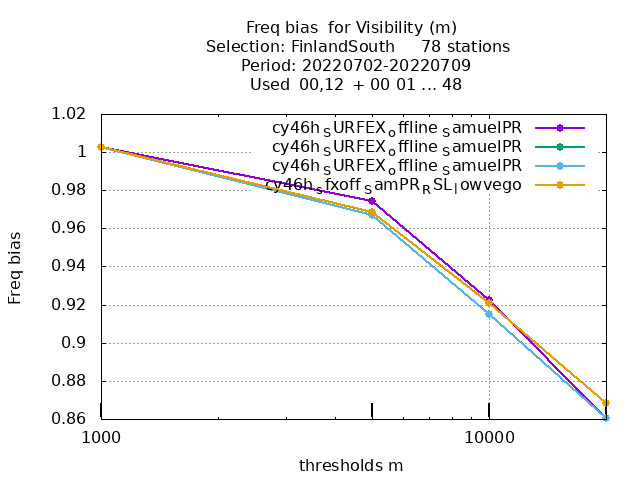 Freq bias  for Visibility (m)
Selection: FinlandSouth     78 stations
Period: 20220702-20220709
Used  00,12  + 00 01 ... 48
1.02
1
0.98
0.96
0.94
0.92
0.9
0.88
0.86
Freq bias
cy46h_SURFEX_offline_SamuelPR
cy46h_SURFEX_offline_SamuelPR
cy46h_SURFEX_offline_SamuelPR
cy46h_sfxoff_SamPR_RSL_lowvego
1000
10000
thresholds m